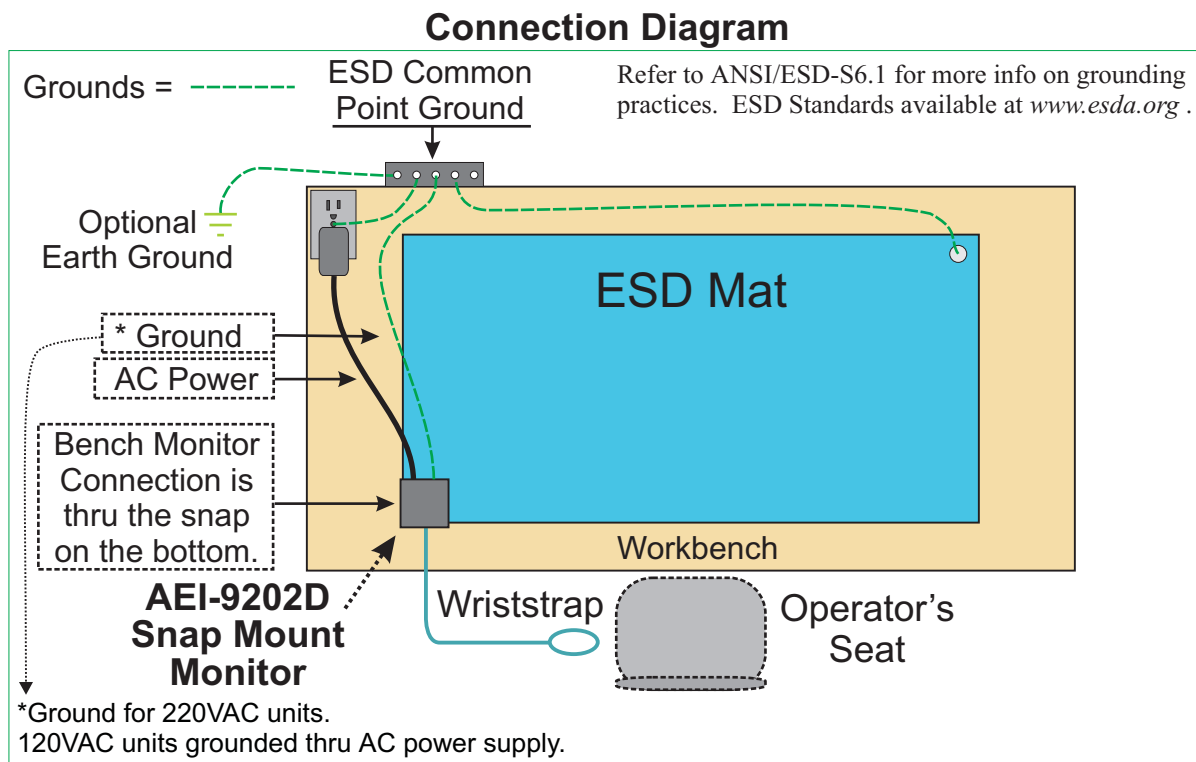 Connection Diagram
Grounds =
ESD Common
Point Ground
Refer to ANSI/ESD-S6.1 for more info on grounding
practices. ESD Standards available at www.esda.org .
Optional
Earth Ground
ESD Mat
* Ground
AC Power
Bench Monitor
Connection is
thru the snap
on the bottom.
Workbench
AEI-9202D
Snap Mount
Monitor
Wriststrap
Operator's
Seat
*Ground for 220VAC units.
120VAC units grounded thru AC power supply.